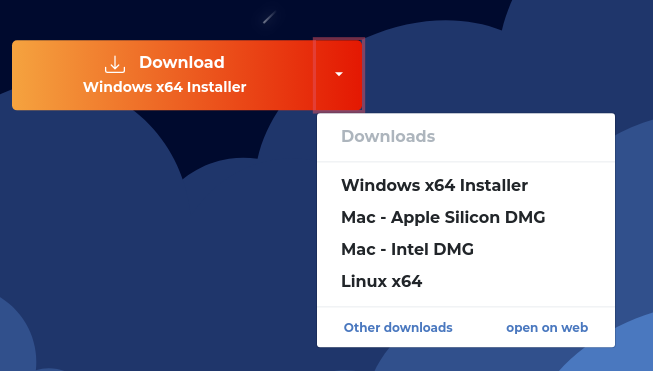 Download
Windows x64 Installer
Downloads
Windows x64 Installer
Mac - Apple Silicon DMG
Mac - Intel DMG
Linux x64
Other downloads open on web